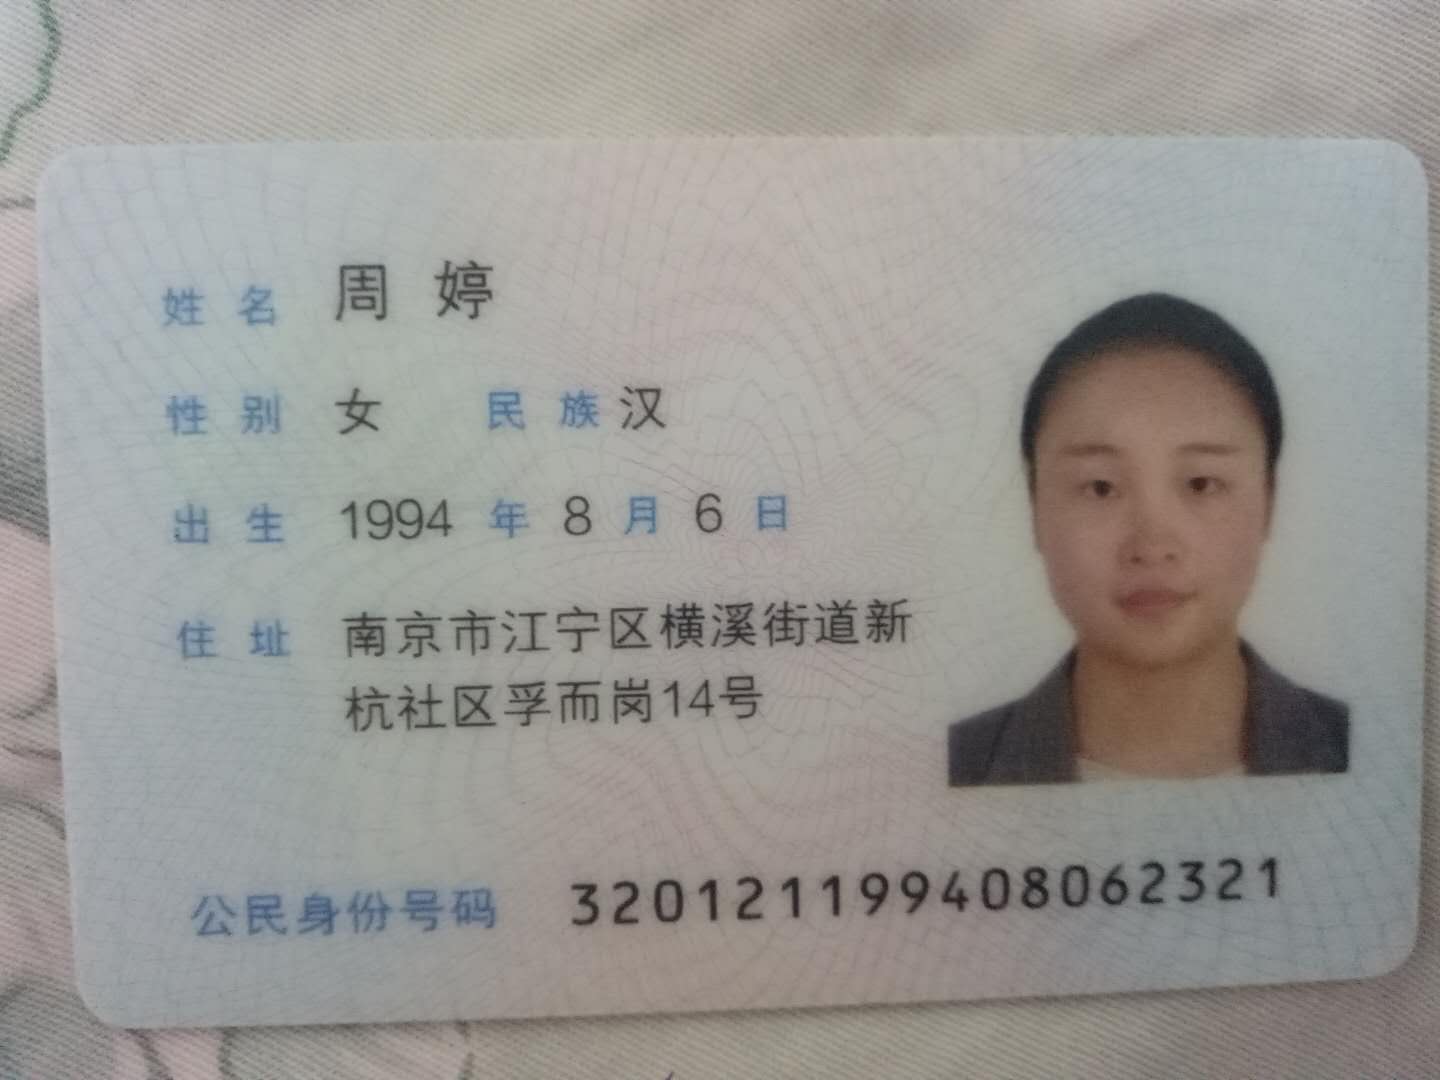 姓名 周婷
性别 女 民族 汉
出生 1994 年 8 月 6 日
住址 南京市江宁区横溪街道新
杭社区孚而岗14号
公民身份号码 320121199408062321